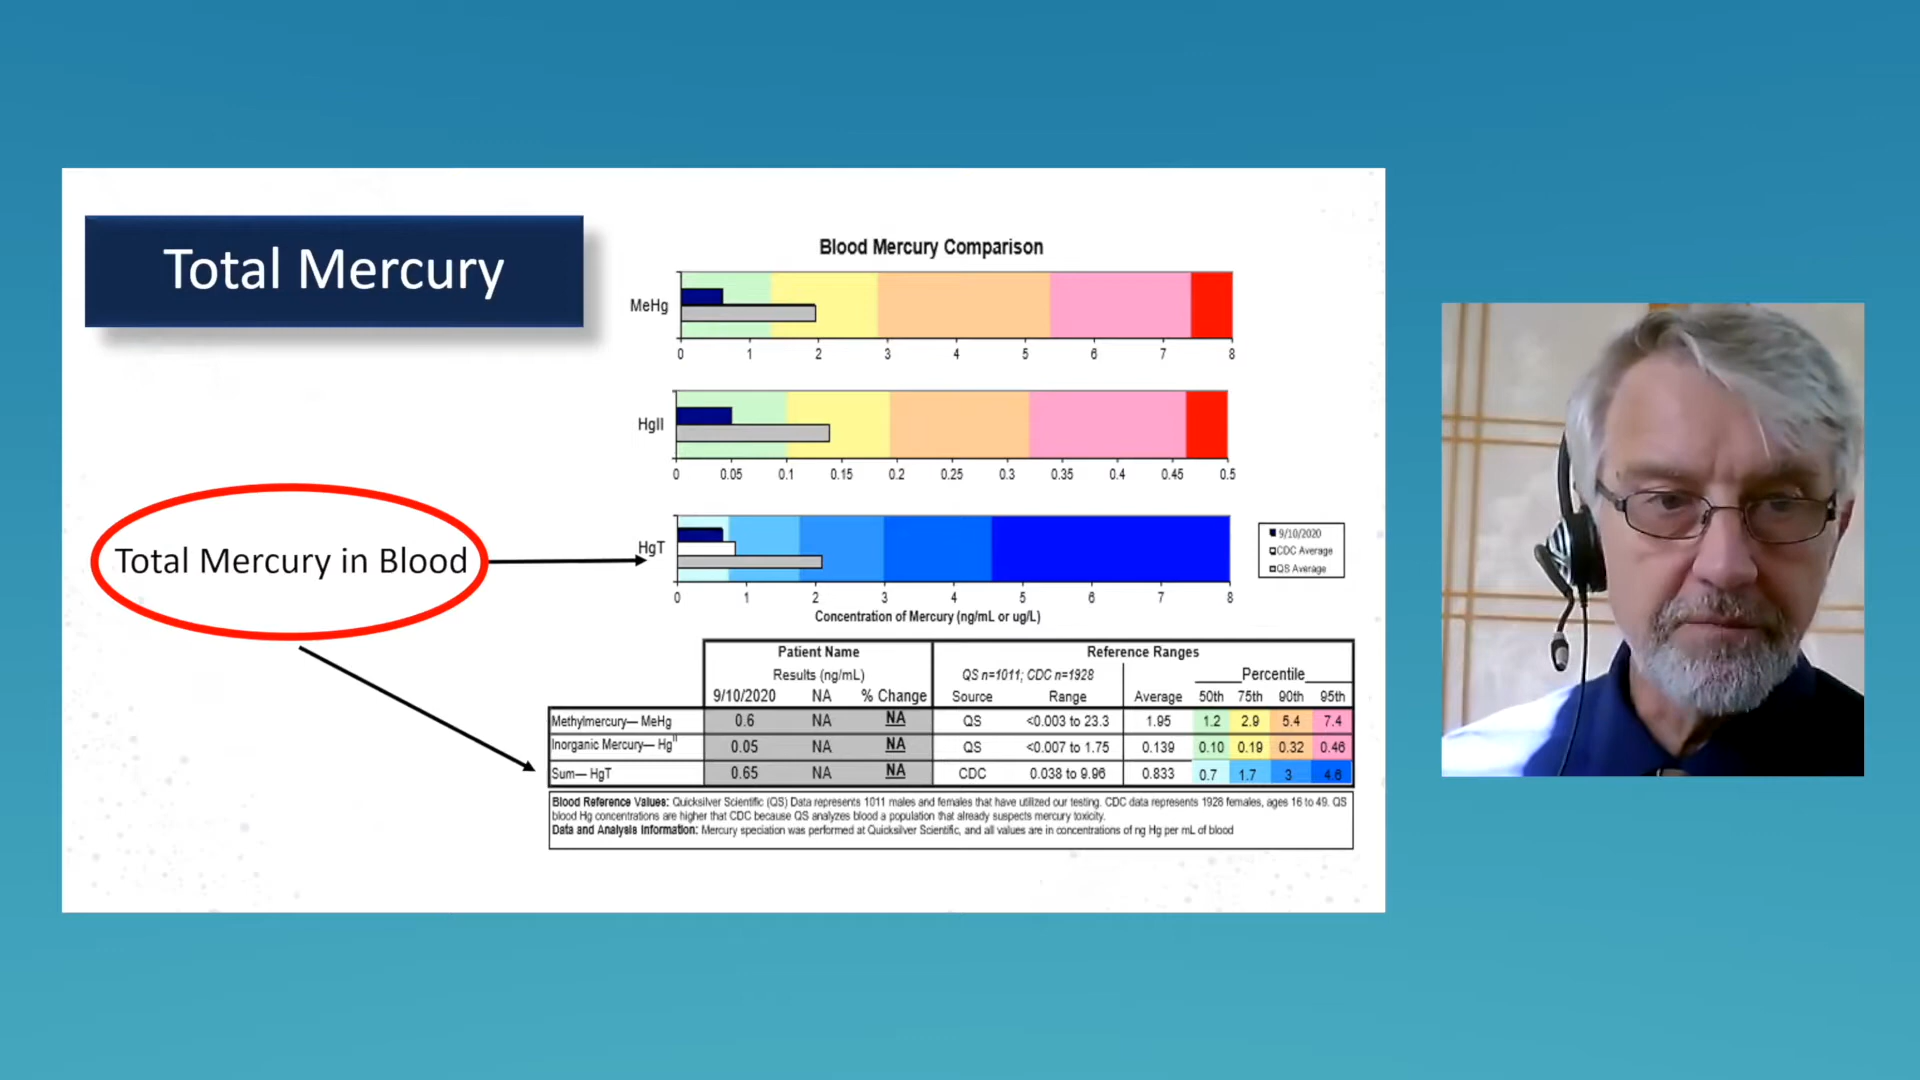 Total Mercury
Blood Mercury Comparison
MeHg
0 1 2 3 4 5 6 7 8
HgII
0 0.05 0.1 0.15 0.2 0.25 0.3 0.35 0.4 0.45 0.5
Total Mercury in Blood
HgT
9/10/2020
CDC Average
QS Average
0 1 2 3 4 5 6 7 8
Concentration of Mercury (ng/mL or ug/L)
Patient Name Reference Ranges
Results (ng/mL) QS n=1011; CDC n=1928 Percentile
9/10/2020 NA % Change Source Range Average 50th 75th 90th 95th
Methylmercury— MeHg 0.6 NA NA QS <0.003 to 23.3 1.95 1.2 2.9 5.4 7.4
Inorganic Mercury— Hg^II 0.05 NA NA QS <0.007 to 1.75 0.139 0.10 0.19 0.32 0.46
Sum— HgT 0.65 NA NA CDC 0.038 to 9.96 0.833 0.7 1.7 3 4.6
Blood Reference Values: Quicksilver Scientific (QS) Data represents 1011 males and females that have utilized our testing. CDC data represents 1928 females, ages 16 to 49. QS
blood Hg concentrations are higher that CDC because QS analyzes blood a population that already suspects mercury toxicity.
Data and Analysis Information: Mercury speciation was performed at Quicksilver Scientific, and all values are in concentrations of ng Hg per mL of blood